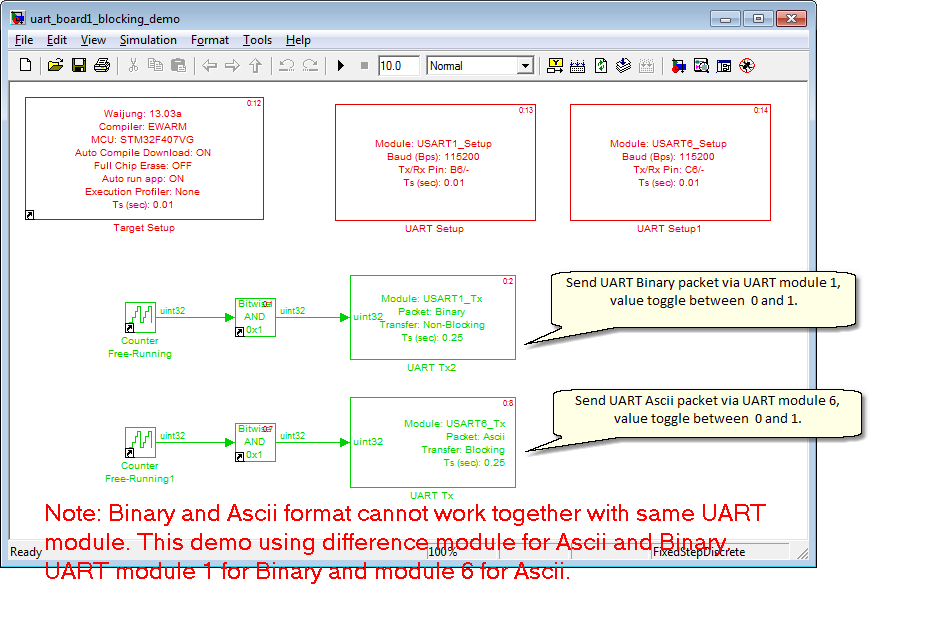 uart_board1_blocking_demo
File Edit View Simulation Format Tools Help
10.0 Normal
0:12
Waijung: 13.03a
Compiler: EWARM
MCU: STM32F407VG
Auto Compile Download: ON
Full Chip Erase: OFF
Auto run app: ON
Execution Profiler: None
Ts (sec): 0.01
Target Setup
0:13
Module: USART1_Setup
Baud (Bps): 115200
Tx/Rx Pin: B6/-
Ts (sec): 0.01
UART Setup
0:14
Module: USART6_Setup
Baud (Bps): 115200
Tx/Rx Pin: C6/-
Ts (sec): 0.01
UART Setup1
Counter
Free-Running
uint32
Bitwise
AND
0x1
uint32
0:2
uint32
Module: USART1_Tx
Packet: Binary
Transfer: Non-Blocking
Ts (sec): 0.25
UART Tx2
Send UART Binary packet via UART module 1,
value toggle between 0 and 1.
Counter
Free-Running1
uint32
Bitwise
AND
0x1
uint32
0:8
uint32
Module: USART6_Tx
Packet: Ascii
Transfer: Blocking
Ts (sec): 0.25
UART Tx
Send UART Ascii packet via UART module 6,
value toggle between 0 and 1.
Note: Binary and Ascii format cannot work together with same UART
module. This demo using difference module for Ascii and Binary
UART module 1 for Binary and module 6 for Ascii.
Ready 100% FixedStepDiscrete